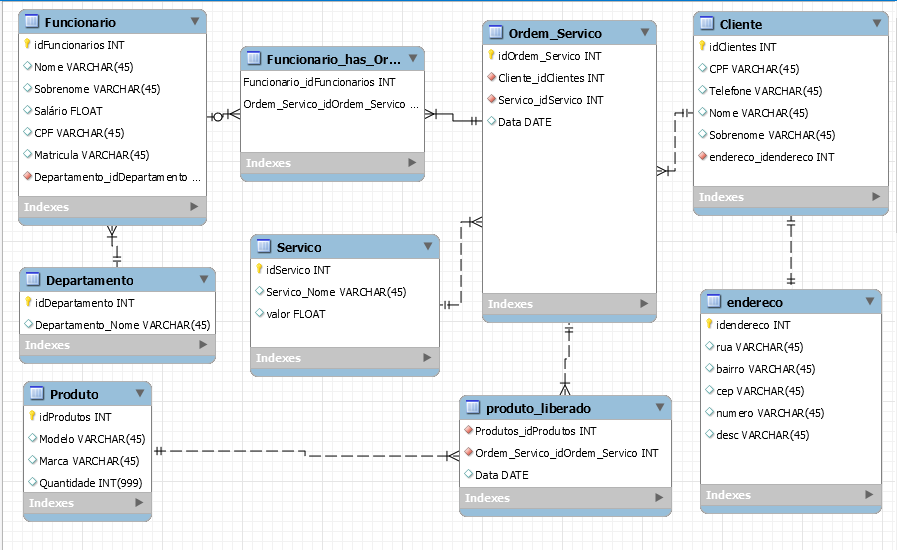 Funcionario
idFuncionarios INT
Nome VARCHAR(45)
Sobrenome VARCHAR(45)
Salário FLOAT
CPF VARCHAR(45)
Matricula VARCHAR(45)
Departamento_idDepartamento ...
Indexes
Funcionario_has_Or...
Funcionario_idFuncionarios INT
Ordem_Servico_idOrdem_Servico ...
Indexes
Ordem_Servico
idOrdem_Servico INT
Cliente_idClientes INT
Servico_idServico INT
Data DATE
Indexes
Cliente
idClientes INT
CPF VARCHAR(45)
Telefone VARCHAR(45)
Nome VARCHAR(45)
Sobrenome VARCHAR(45)
endereco_idendereco INT
Indexes
Departamento
idDepartamento INT
Departamento_Nome VARCHAR(45)
Indexes
Servico
idServico INT
Servico_Nome VARCHAR(45)
valor FLOAT
Indexes
endereco
idendereco INT
rua VARCHAR(45)
bairro VARCHAR(45)
cep VARCHAR(45)
numero VARCHAR(45)
desc VARCHAR(45)
Indexes
Produto
idProdutos INT
Modelo VARCHAR(45)
Marca VARCHAR(45)
Quantidade INT(999)
Indexes
produto_liberado
Produtos_idProdutos INT
Ordem_Servico_idOrdem_Servico INT
Data DATE
Indexes